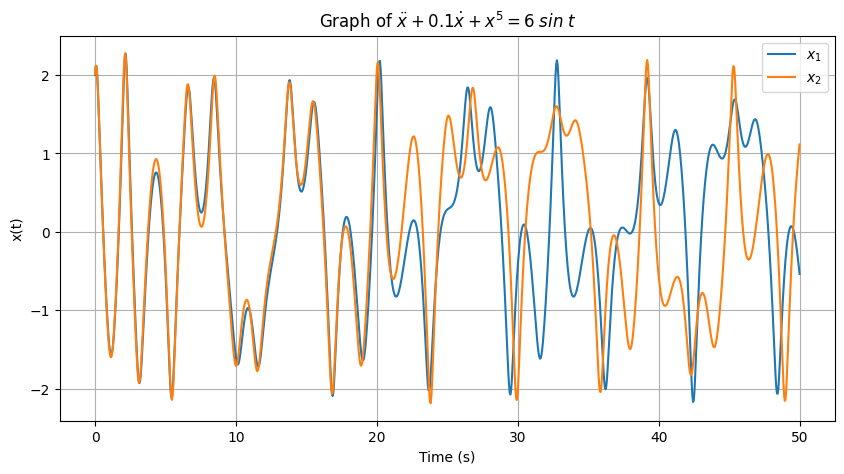 Graph of ẍ + 0.1ẋ + x⁵ = 6 sin t
x₁
x₂
x(t)
2
1
0
−1
−2
0 10 20 30 40 50
Time (s)